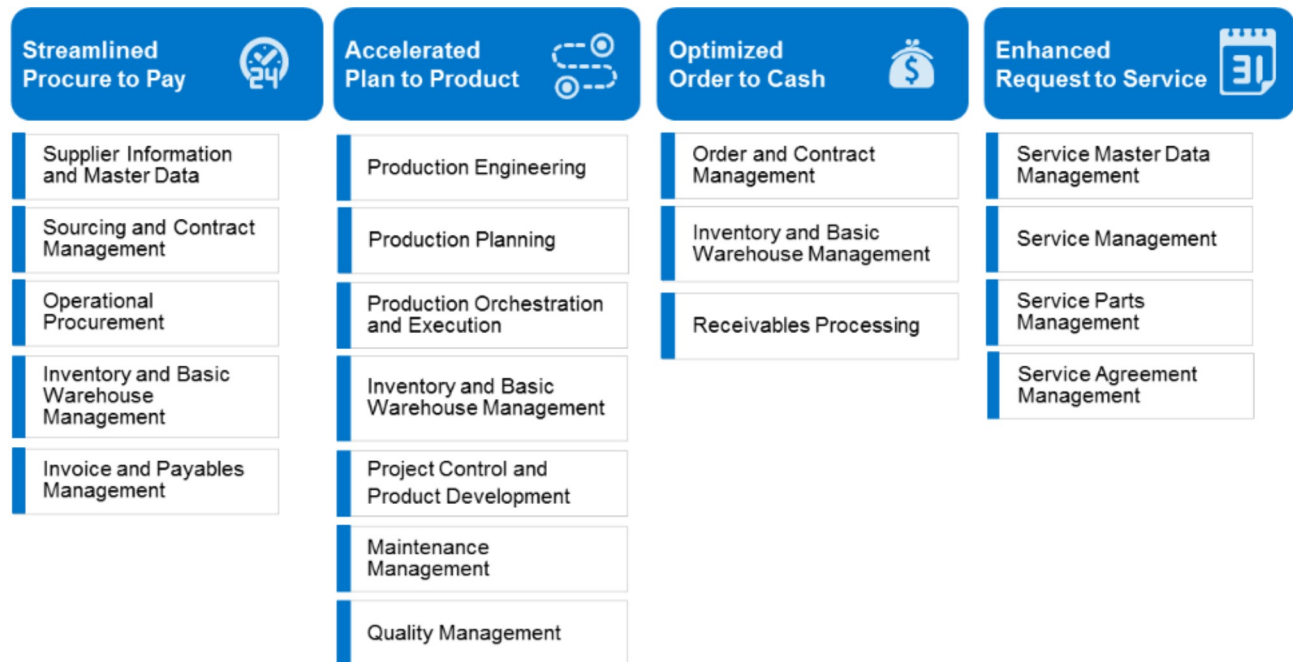 Streamlined
Procure to Pay
24
Supplier Information
and Master Data
Sourcing and Contract
Management
Operational
Procurement
Inventory and Basic
Warehouse
Management
Invoice and Payables
Management
Accelerated
Plan to Product
Production Engineering
Production Planning
Production Orchestration
and Execution
Inventory and Basic
Warehouse Management
Project Control and
Product Development
Maintenance
Management
Quality Management
Optimized
Order to Cash
$
Order and Contract
Management
Inventory and Basic
Warehouse Management
Receivables Processing
Enhanced
Request to Service
31
Service Master Data
Management
Service Management
Service Parts
Management
Service Agreement
Management